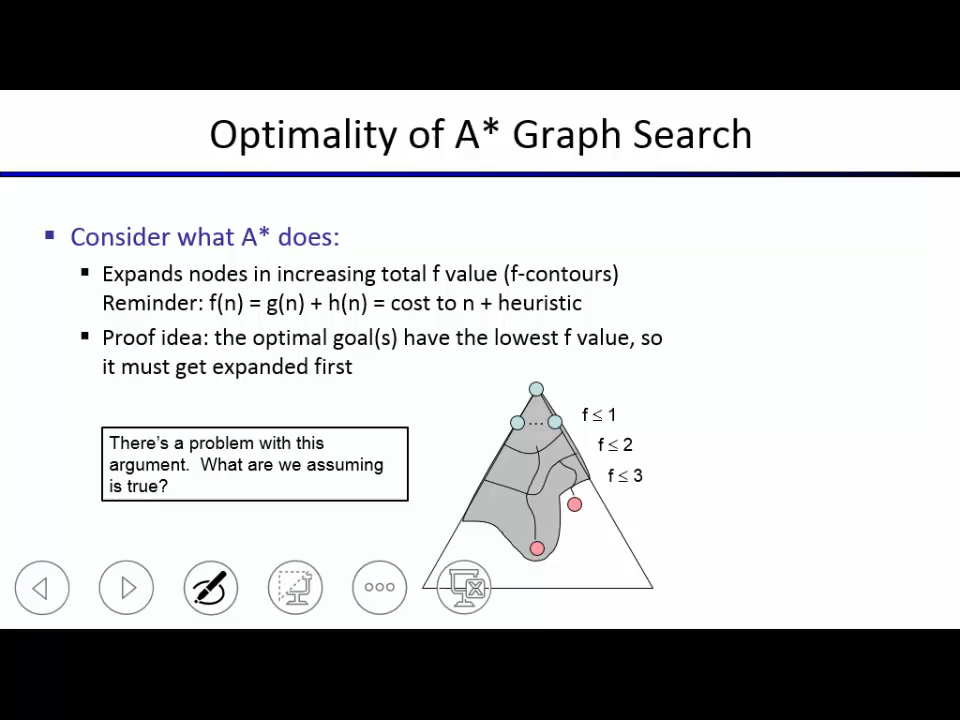 Optimality of A* Graph Search
▪ Consider what A* does:
▪ Expands nodes in increasing total f value (f-contours)
Reminder: f(n) = g(n) + h(n) = cost to n + heuristic
▪ Proof idea: the optimal goal(s) have the lowest f value, so
it must get expanded first
There's a problem with this
argument. What are we assuming
is true?
...
f ≤ 1
f ≤ 2
f ≤ 3